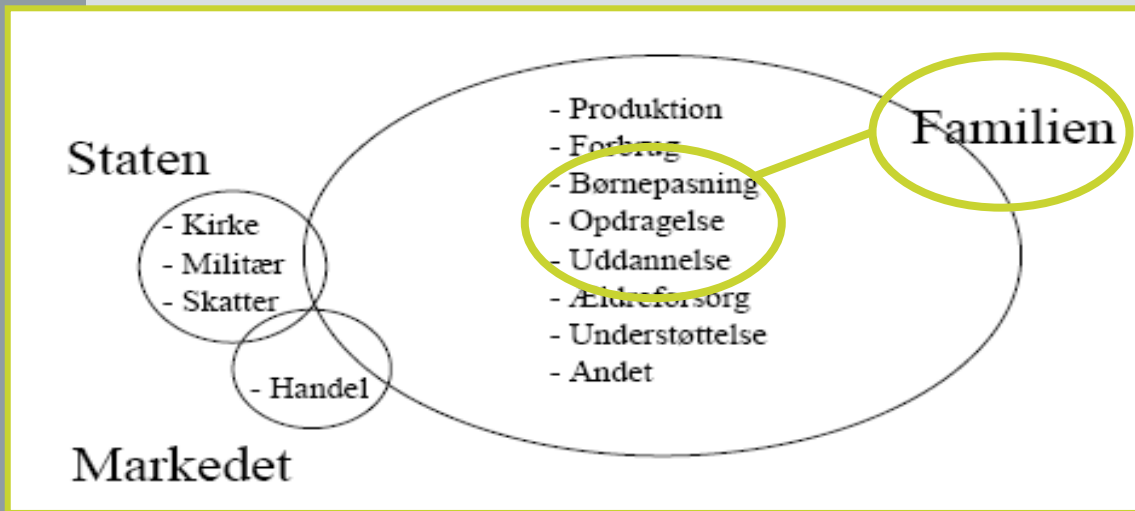 Staten
- Kirke
- Militær
- Skatter
- Handel
Markedet
- Produktion
- Forbrug
- Børnepasning
- Opdragelse
- Uddannelse
- Ældreforsorg
- Understøttelse
- Andet
Familien